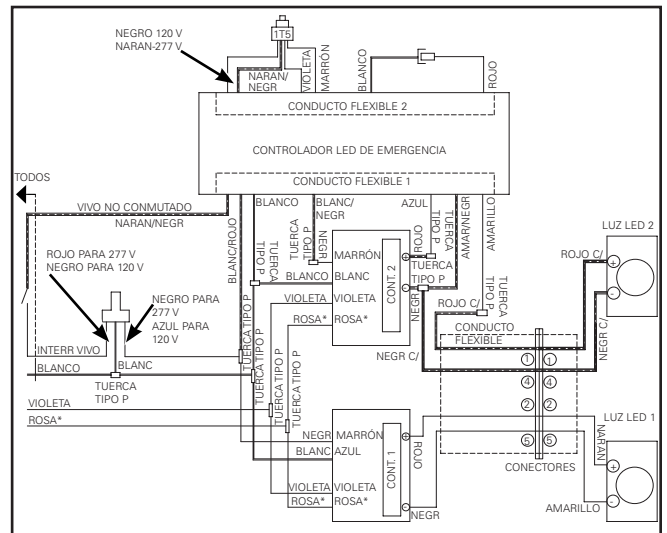 NEGRO 120 V
NARAN-277 V
1T5
NARAN/
NEGR
VIOLETA
MARRÓN
BLANCO
ROJO
CONDUCTO FLEXIBLE 2
CONTROLADOR LED DE EMERGENCIA
CONDUCTO FLEXIBLE 1
TODOS
VIVO NO CONMUTADO
NARAN/NEGR
BLANC/ROJO
BLANCO
TUERCA
TIPO P
BLANC/
NEGR
TUERCA
TIPO P
NEGR
AZUL
ROJO
TIPO P
TUERCA
TUERCA
TIPO P
AMAR/NEGR
AMARILLO
LUZ LED 2
ROJO C/
+
-
NEGR C/
ROJO PARA 277 V
NEGRO PARA 120 V
NEGRO PARA
277 V
AZUL PARA
120 V
MARRÓN
BLANCO
BLANC
VIOLETA
VIOLETA
ROSA*
ROSA*
CONT. 2
+
-
NEGR
NEGR C/
ROJO C/
TUERCA
TIPO P
CONDUCTO
FLEXIBLE
1 1
4 4
2 2
5 5
CONECTORES
INTERR VIVO
BLANC
BLANCO
TUERCA
TIPO P
TUERCA TIPO P
TUERCA TIPO P
TUERCA TIPO P
TUERCA TIPO P
VIOLETA
ROSA*
NEGR
MARRÓN
BLANC
AZUL
VIOLETA
VIOLETA
ROSA*
ROSA*
CONT. 1
+
-
ROJO
NEGR
LUZ LED 1
NARAN
+
-
AMARILLO